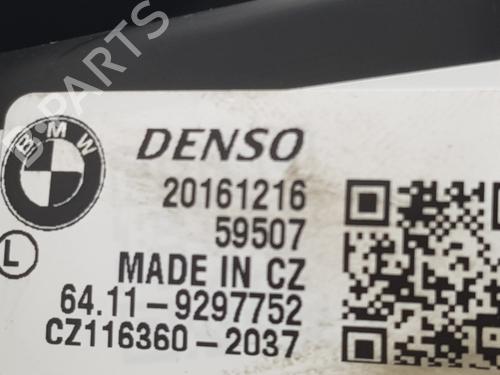 BMW
DENSO
20161216
59507
L
MADE IN CZ
64.11-9297752
CZ116360-2037
B-PARTS